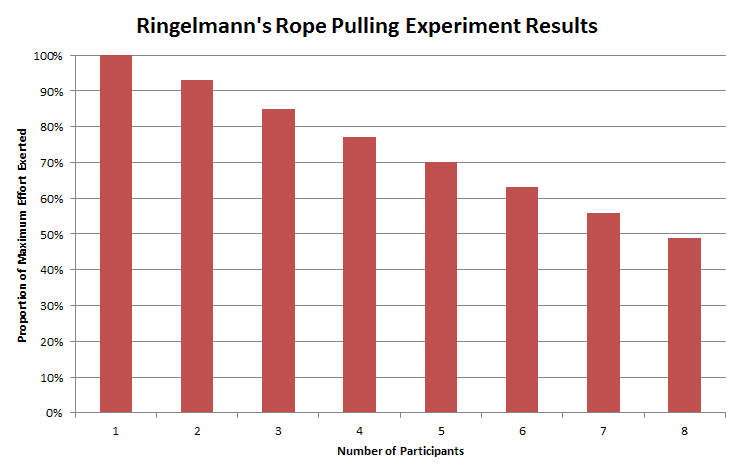 Ringelmann's Rope Pulling Experiment Results
Proportion of Maximum Effort Exerted
100%
90%
80%
70%
60%
50%
40%
30%
20%
10%
0%
1 2 3 4 5 6 7 8
Number of Participants